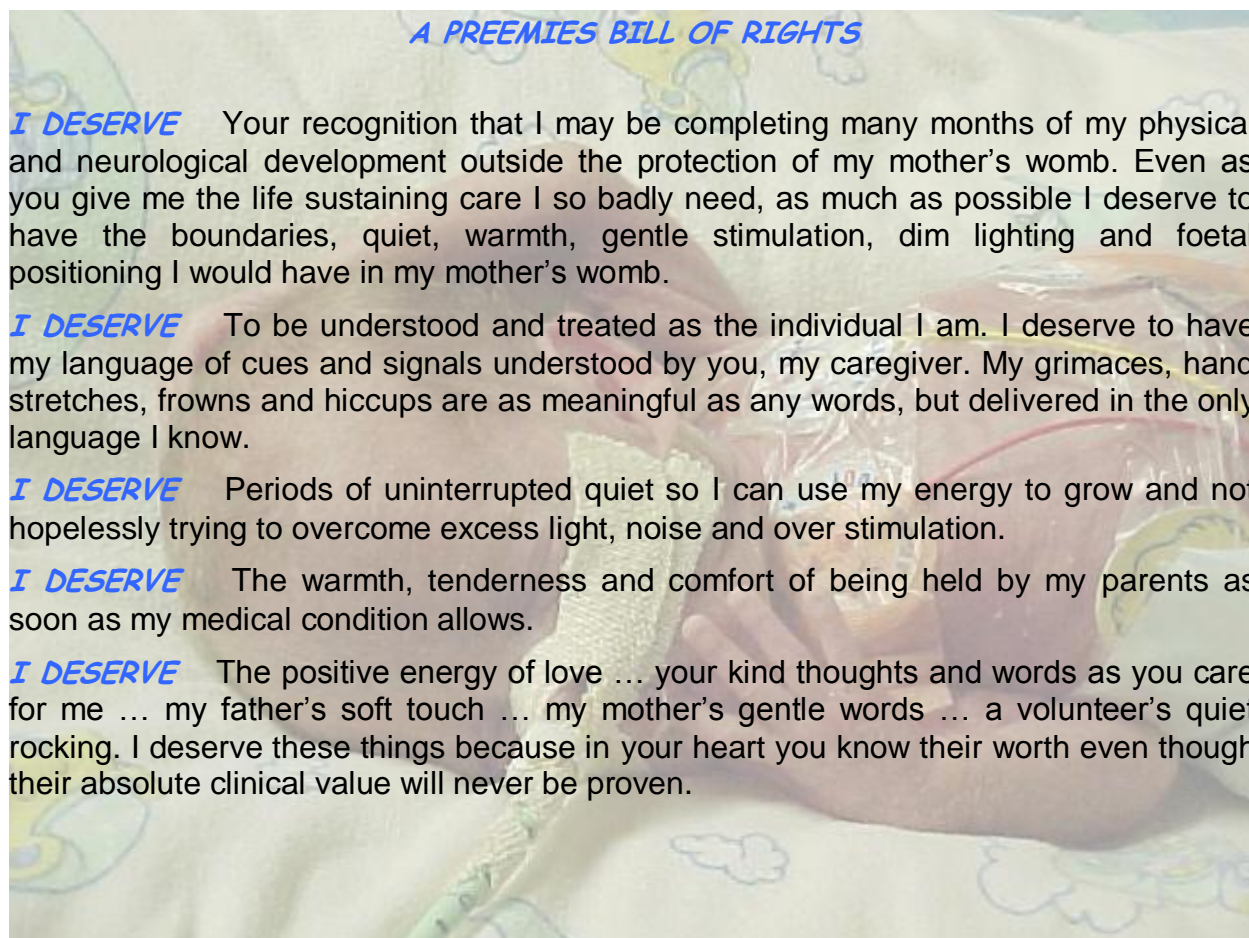 A PREEMIES BILL OF RIGHTS
I DESERVE Your recognition that I may be completing many months of my physical
and neurological development outside the protection of my mother’s womb. Even as
you give me the life sustaining care I so badly need, as much as possible I deserve to
have the boundaries, quiet, warmth, gentle stimulation, dim lighting and foetal
positioning I would have in my mother’s womb.
I DESERVE To be understood and treated as the individual I am. I deserve to have
my language of cues and signals understood by you, my caregiver. My grimaces, hand
stretches, frowns and hiccups are as meaningful as any words, but delivered in the only
language I know.
I DESERVE Periods of uninterrupted quiet so I can use my energy to grow and not
hopelessly trying to overcome excess light, noise and over stimulation.
I DESERVE The warmth, tenderness and comfort of being held by my parents as
soon as my medical condition allows.
I DESERVE The positive energy of love … your kind thoughts and words as you care
for me … my father’s soft touch … my mother’s gentle words … a volunteer’s quiet
rocking. I deserve these things because in your heart you know their worth even though
their absolute clinical value will never be proven.